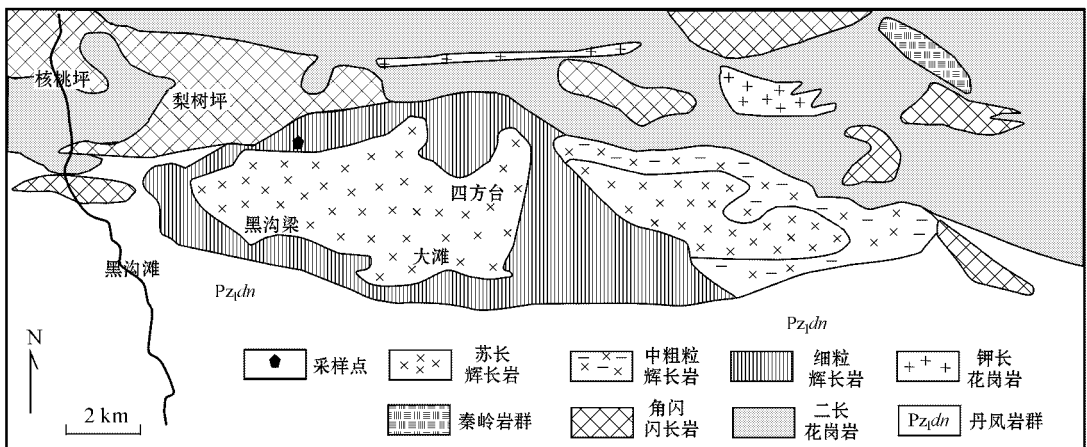 核桃坪
梨树坪
四方台
黑沟梁
大滩
黑沟滩
Pz₁dn
Pz₁dn
N
2 km
采样点
苏长
辉长岩
中粗粒
辉长岩
细粒
辉长岩
钾长
花岗岩
秦岭岩群
角闪
闪长岩
二长
花岗岩
Pz₁dn
丹凤岩群